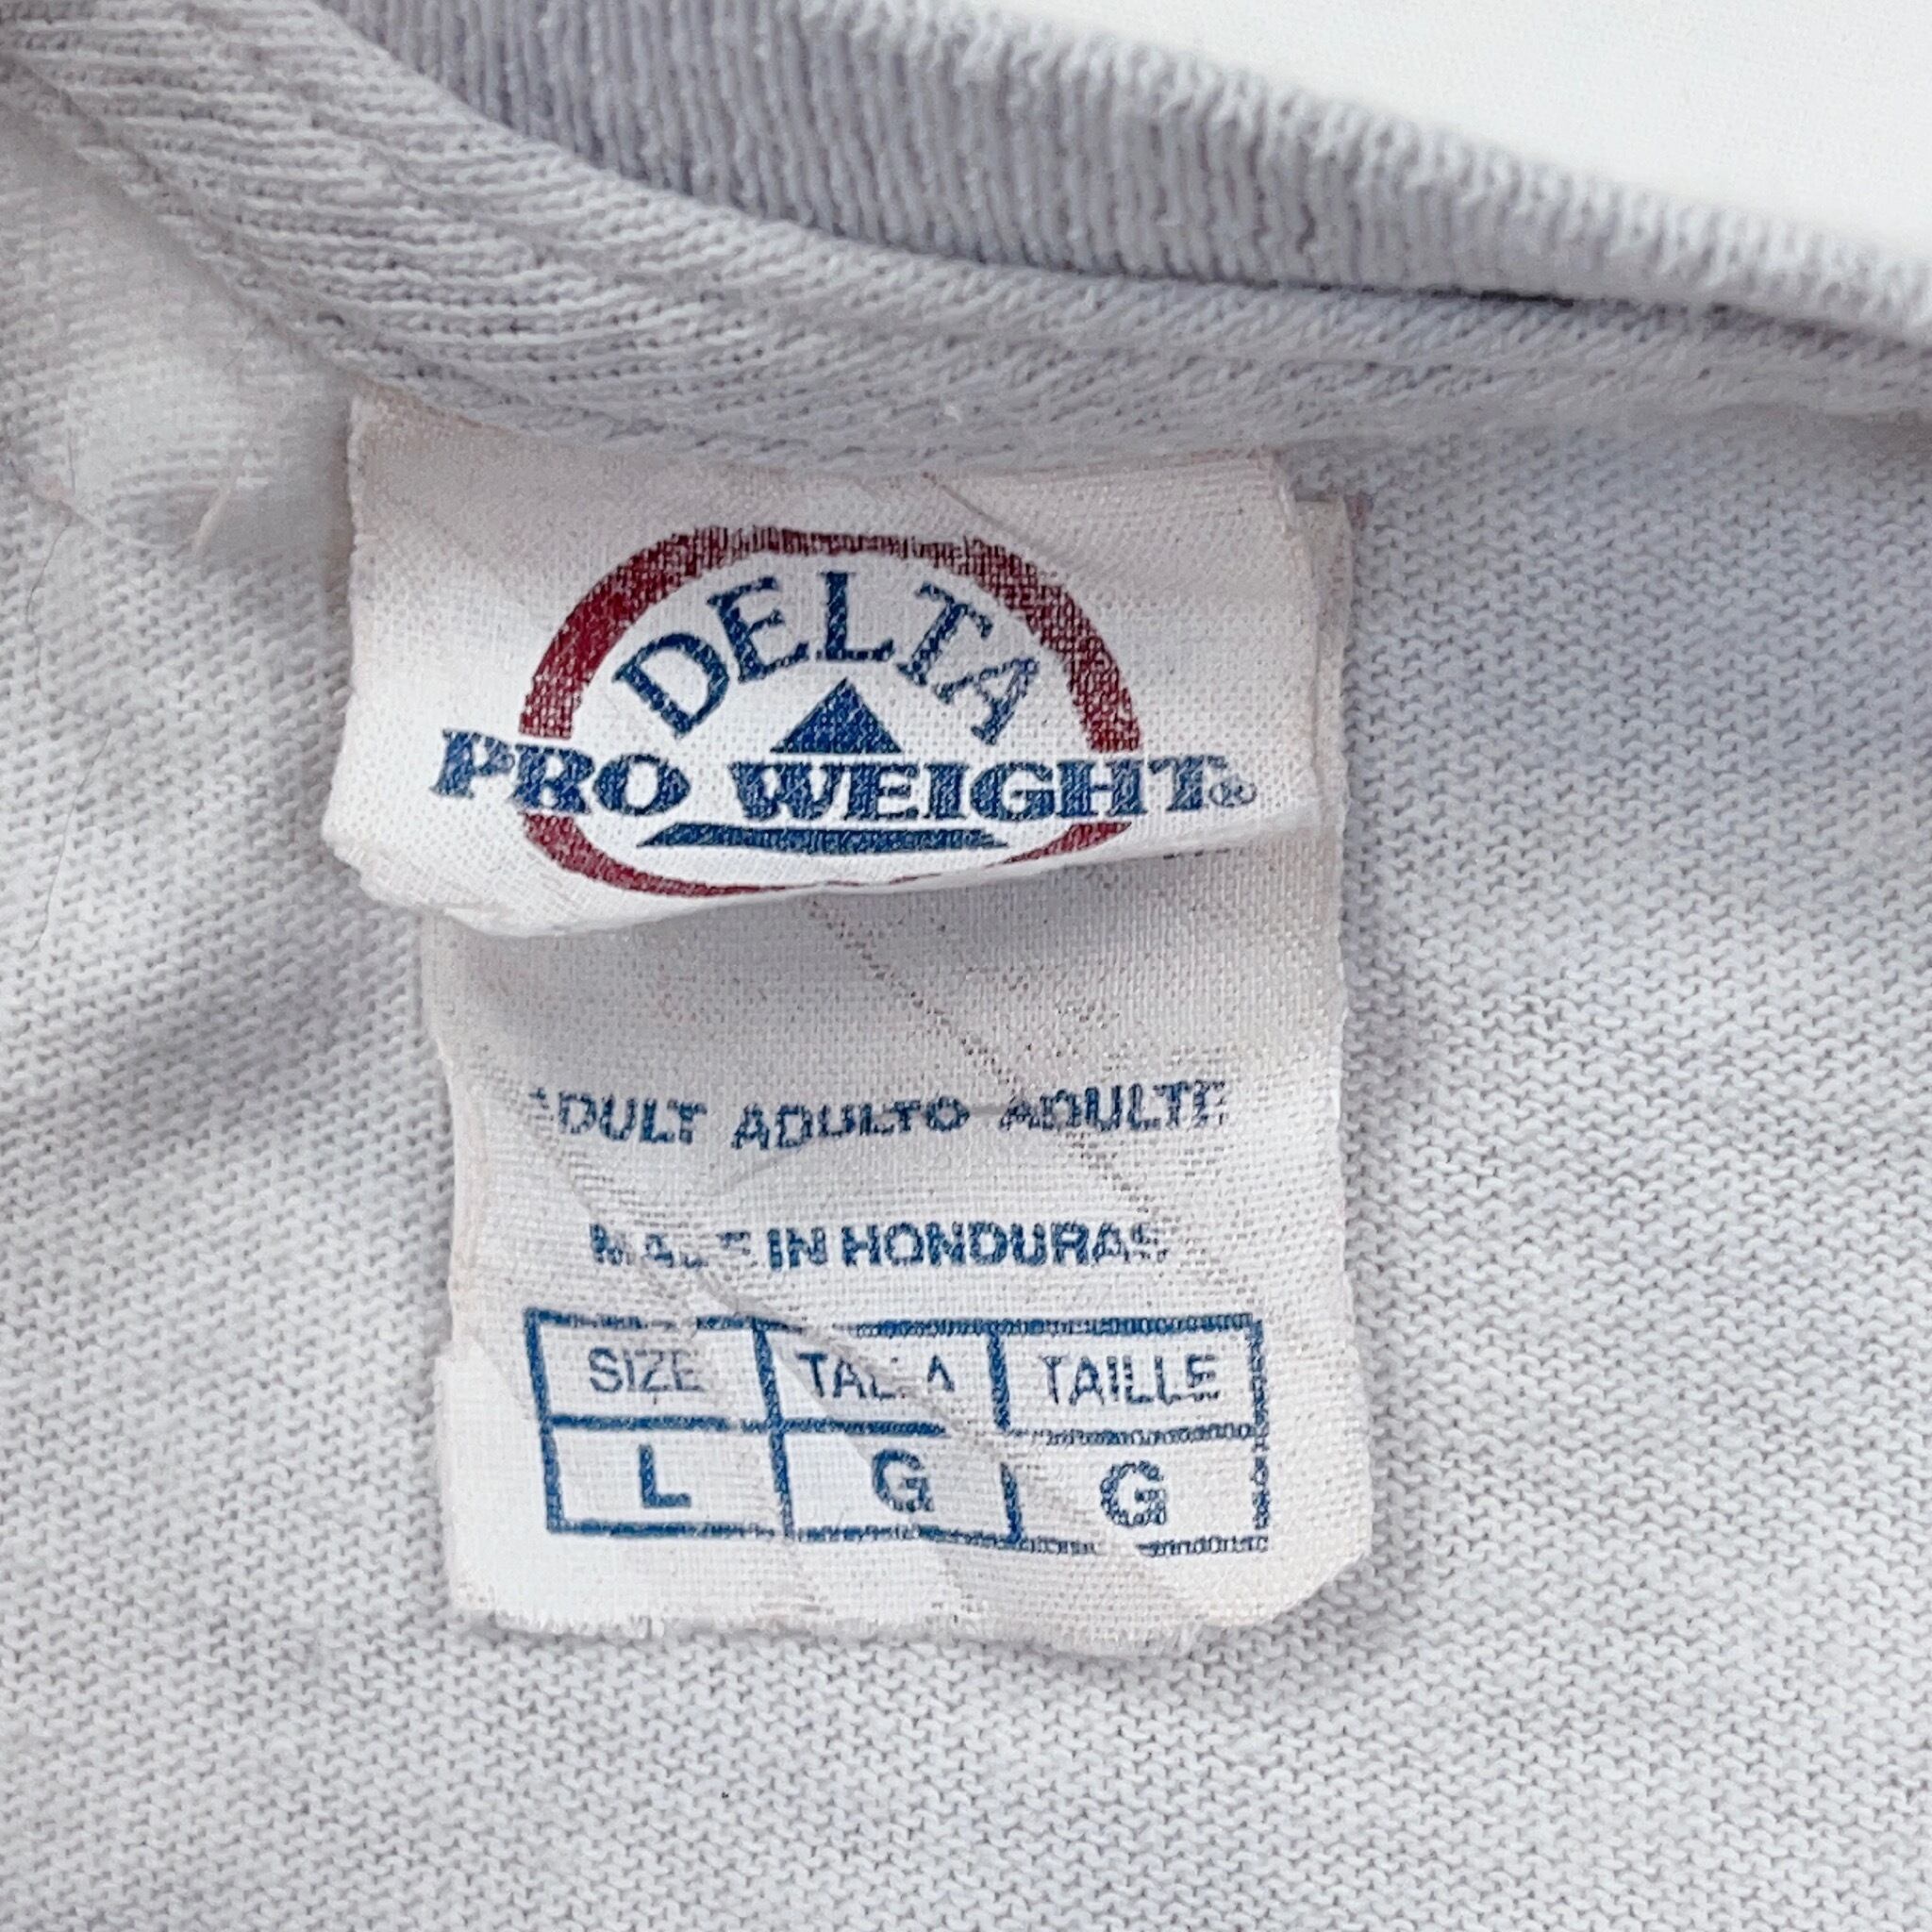 DELTA
PRO WEIGHT®
ADULT ADULTO ADULTE
MADE IN HONDURAS
SIZE TALLA TAILLE
L G G